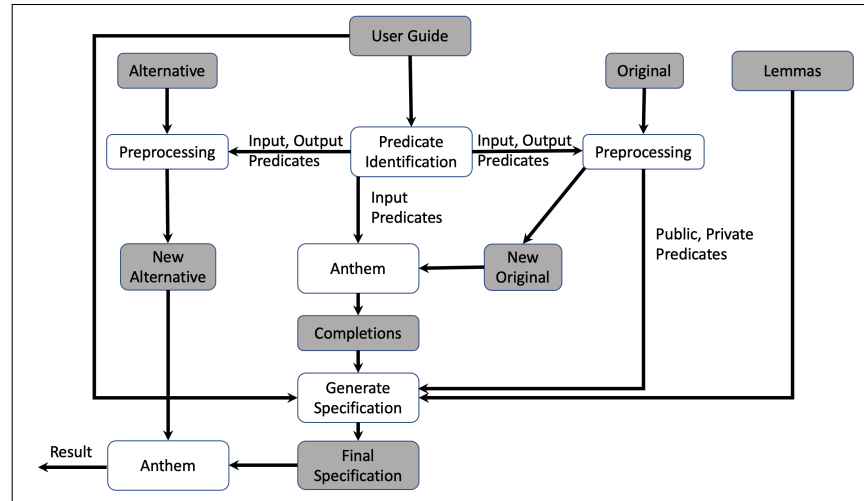 User Guide
Alternative
Original
Lemmas
Input, Output
Predicates
Predicate
Identification
Input, Output
Predicates
Preprocessing
Preprocessing
Input
Predicates
Public, Private
Predicates
New
Alternative
Anthem
New
Original
Completions
Generate
Specification
Result
Anthem
Final
Specification